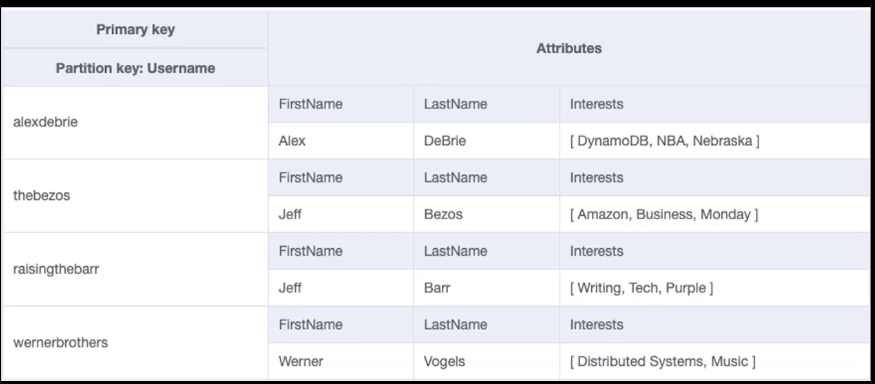 Primary key
Attributes
Partition key: Username
alexdebrie
FirstName LastName Interests
Alex DeBrie [ DynamoDB, NBA, Nebraska ]
thebezos
FirstName LastName Interests
Jeff Bezos [ Amazon, Business, Monday ]
raisingthebarr
FirstName LastName Interests
Jeff Barr [ Writing, Tech, Purple ]
wernerbrothers
FirstName LastName Interests
Werner Vogels [ Distributed Systems, Music ]